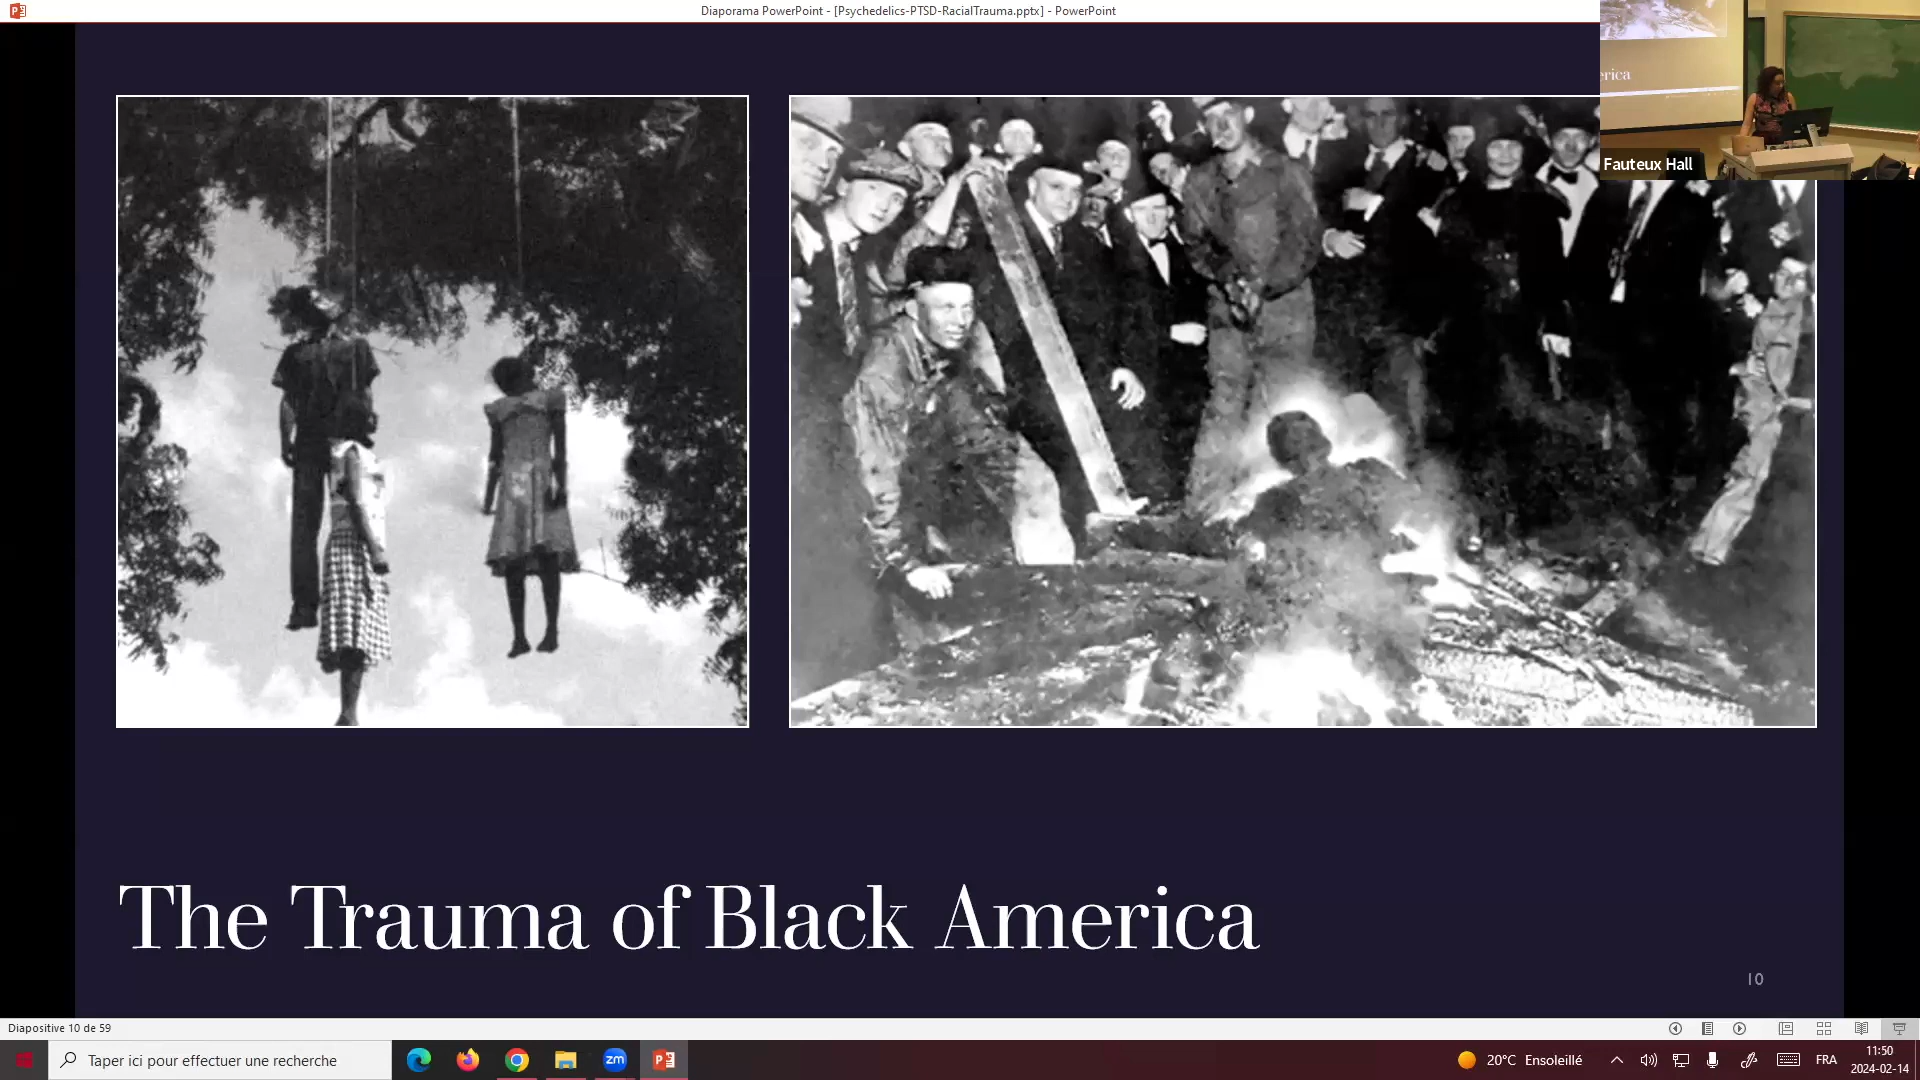 Diaporama PowerPoint - [Psychedelics-PTSD-RacialTrauma.pptx] - PowerPoint
erica
Fauteux Hall
The Trauma of Black America
10
Diapositive 10 de 59
Taper ici pour effectuer une recherche
zm
20°C Ensoleillé
FRA
11:50
2024-02-14